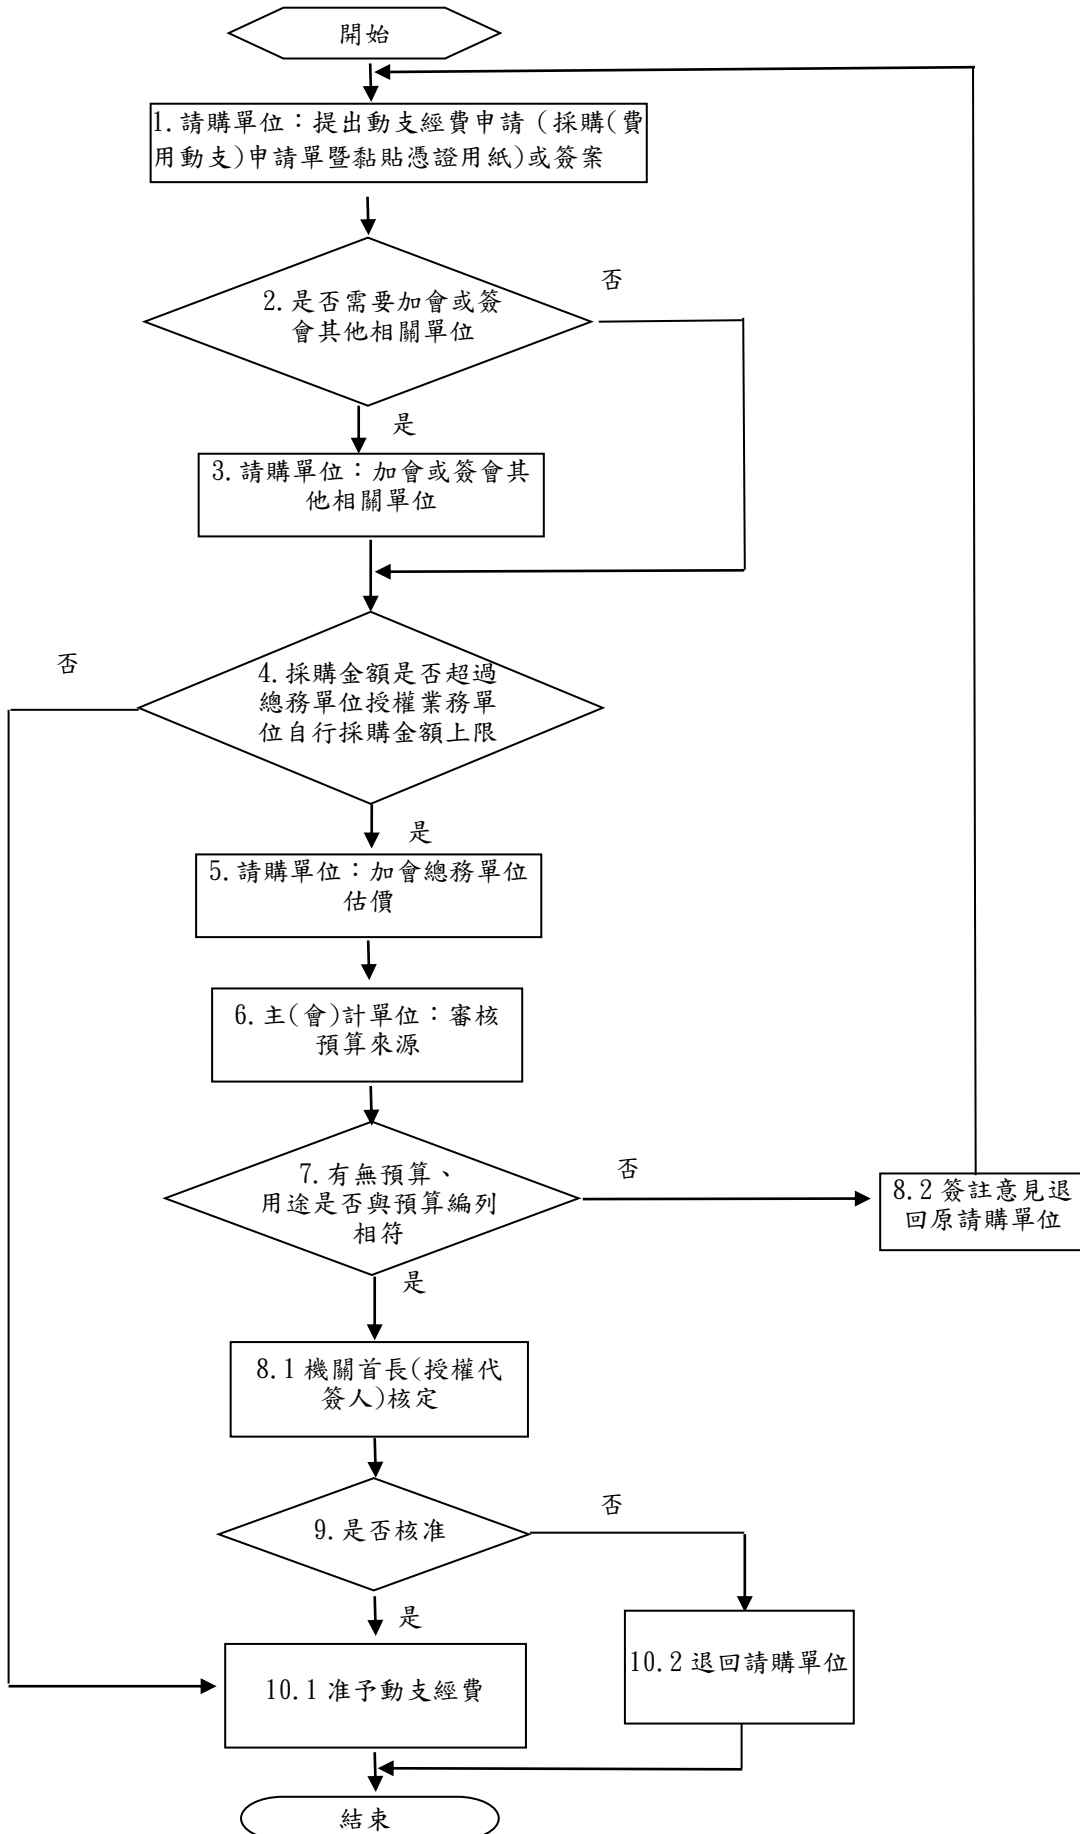 開始
1.請購單位：提出動支經費申請（採購(費
用動支)申請單暨黏貼憑證用紙)或簽案
否
2.是否需要加會或簽
會其他相關單位
是
3.請購單位：加會或簽會其
他相關單位
否
4.採購金額是否超過
總務單位授權業務單
位自行採購金額上限
是
5.請購單位：加會總務單位
估價
6.主(會)計單位：審核
預算來源
7.有無預算、
用途是否與預算編列
相符
否
8.2 簽註意見退
回原請購單位
是
8.1 機關首長(授權代
簽人)核定
否
9.是否核准
是
10.2 退回請購單位
10.1 准予動支經費
結束